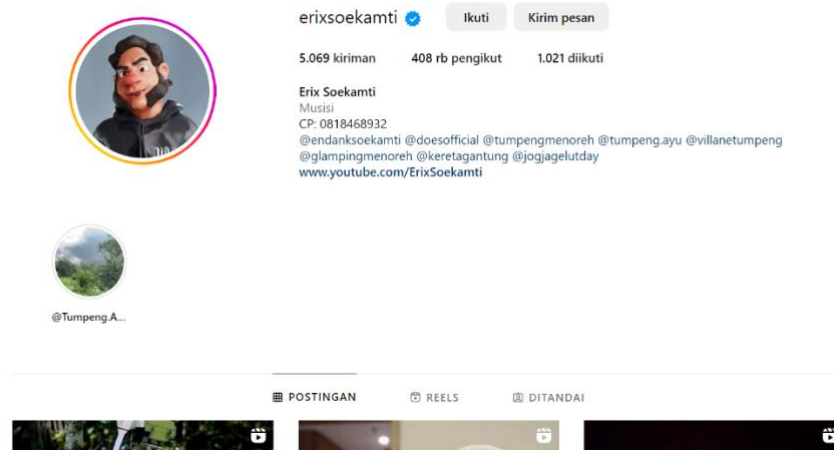 erixsoekamti
Ikuti
Kirim pesan
5.069 kiriman
408 rb pengikut
1.021 diikuti
Erix Soekamti
Musisi
CP: 0818468932
@endanksoekamti @doesofficial @tumpengmenoreh @tumpeng.ayu @villanetumpeng
@glampingmenoreh @keretagantung @jogjagelutday
www.youtube.com/ErixSoekamti
@Tumpeng.A...
POSTINGAN
REELS
DITANDAI